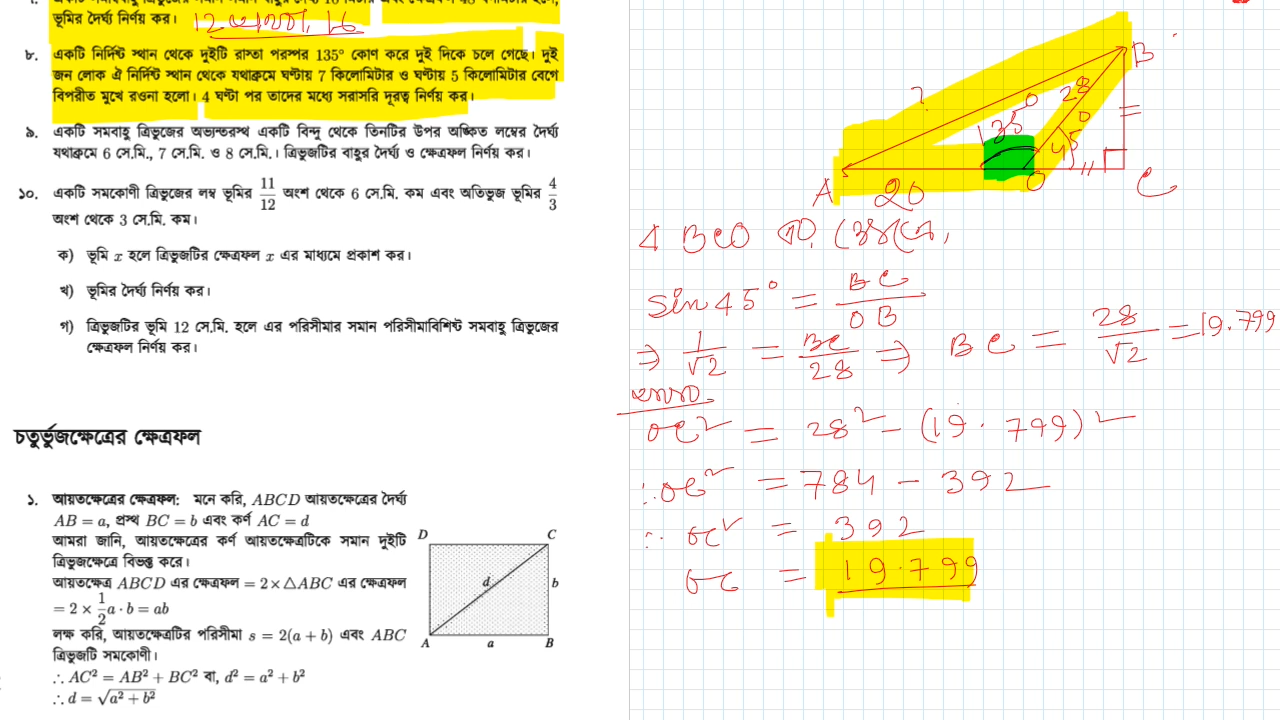 ভূমির দৈর্ঘ্য নির্ণয় কর।
৮. একটি নির্দিষ্ট স্থান থেকে দুইটি রাস্তা পরস্পর 135° কোণ করে দুই দিকে চলে গেছে। দুই
জন লোক ঐ নির্দিষ্ট স্থান থেকে যথাক্রমে ঘণ্টায় 7 কিলোমিটার ও ঘণ্টায় 5 কিলোমিটার বেগে
বিপরীত মুখে রওনা হলো। 4 ঘণ্টা পর তাদের মধ্যে সরাসরি দূরত্ব নির্ণয় কর।
৯. একটি সমবাহু ত্রিভুজের অভ্যন্তরস্থ একটি বিন্দু থেকে তিনটির উপর অঙ্কিত লম্বের দৈর্ঘ্য
যথাক্রমে 6 সে.মি., 7 সে.মি. ও 8 সে.মি.। ত্রিভুজটির বাহুর দৈর্ঘ্য ও ক্ষেত্রফল নির্ণয় কর।
১০. একটি সমকোণী ত্রিভুজের লম্ব ভূমির 11/12 অংশ থেকে 6 সে.মি. কম এবং অতিভুজ ভূমির 4/3
অংশ থেকে 3 সে.মি. কম।
ক) ভূমি x হলে ত্রিভুজটির ক্ষেত্রফল x এর মাধ্যমে প্রকাশ কর।
খ) ভূমির দৈর্ঘ্য নির্ণয় কর।
গ) ত্রিভুজটির ভূমি 12 সে.মি. হলে এর পরিসীমার সমান পরিসীমাবিশিষ্ট সমবাহু ত্রিভুজের
ক্ষেত্রফল নির্ণয় কর।
চতুর্ভুজক্ষেত্রের ক্ষেত্রফল
১. আয়তক্ষেত্রের ক্ষেত্রফল: মনে করি, ABCD আয়তক্ষেত্রের দৈর্ঘ্য
AB = a, প্রস্থ BC = b এবং কর্ণ AC = d
আমরা জানি, আয়তক্ষেত্রের কর্ণ আয়তক্ষেত্রটিকে সমান দুইটি
ত্রিভুজক্ষেত্রে বিভক্ত করে।
আয়তক্ষেত্র ABCD এর ক্ষেত্রফল = 2 × △ABC এর ক্ষেত্রফল
= 2 × 1/2 a · b = ab
লক্ষ করি, আয়তক্ষেত্রটির পরিসীমা s = 2(a + b) এবং ABC
ত্রিভুজটি সমকোণী।
∴ AC² = AB² + BC² বা, d² = a² + b²
∴ d = √(a² + b²)
D C
d b
A a B
B
? 135° 28
45°
A 20 O C
∠ BCO এর ক্ষেত্রে,
sin 45° = BC/OB
⇒ 1/√2 = BC/28 ⇒ BC = 28/√2 = 19.799
OC² = 28² - (19.799)²
∴ OC² = 784 - 392
∴ OC² = 392
OC = 19.799